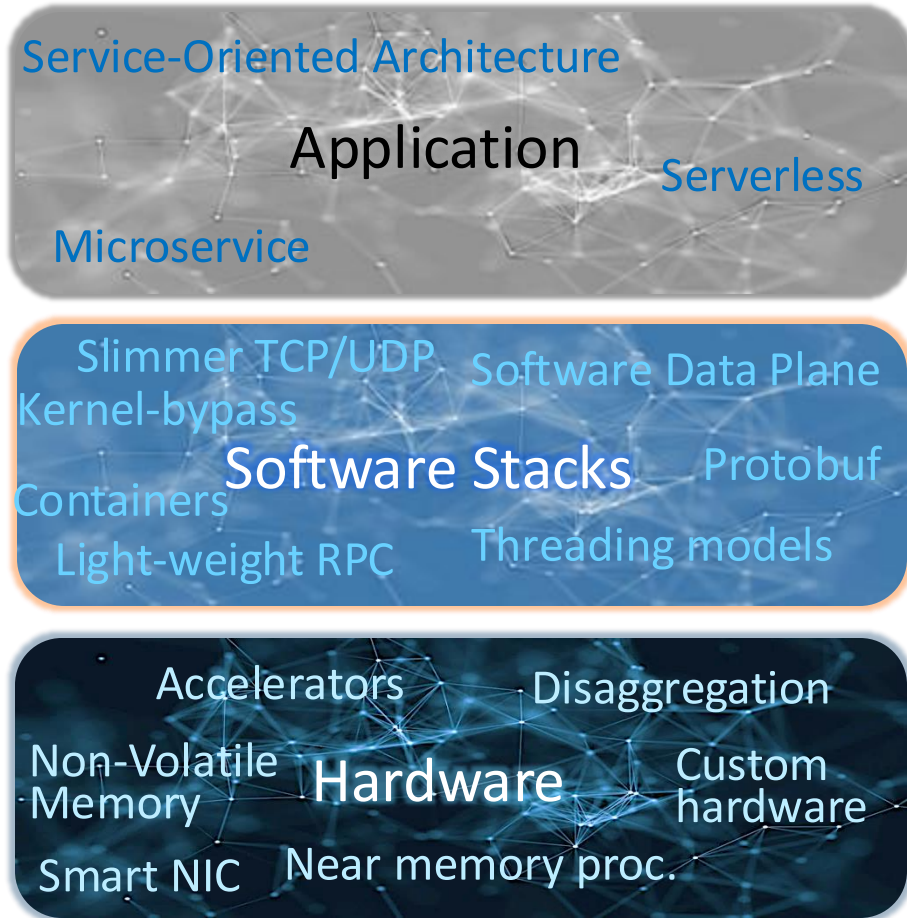 Service-Oriented Architecture
Application
Serverless
Microservice
Slimmer TCP/UDP
Software Data Plane
Kernel-bypass
Software Stacks
Protobuf
Containers
Threading models
Light-weight RPC
Accelerators
Disaggregation
Non-Volatile
Memory
Hardware
Custom
hardware
Smart NIC
Near memory proc.